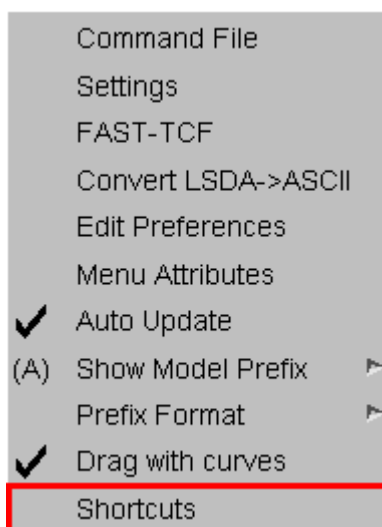 Command File
Settings
FAST-TCF
Convert LSDA->ASCII
Edit Preferences
Menu Attributes
Auto Update
(A) Show Model Prefix
Prefix Format
Drag with curves
Shortcuts